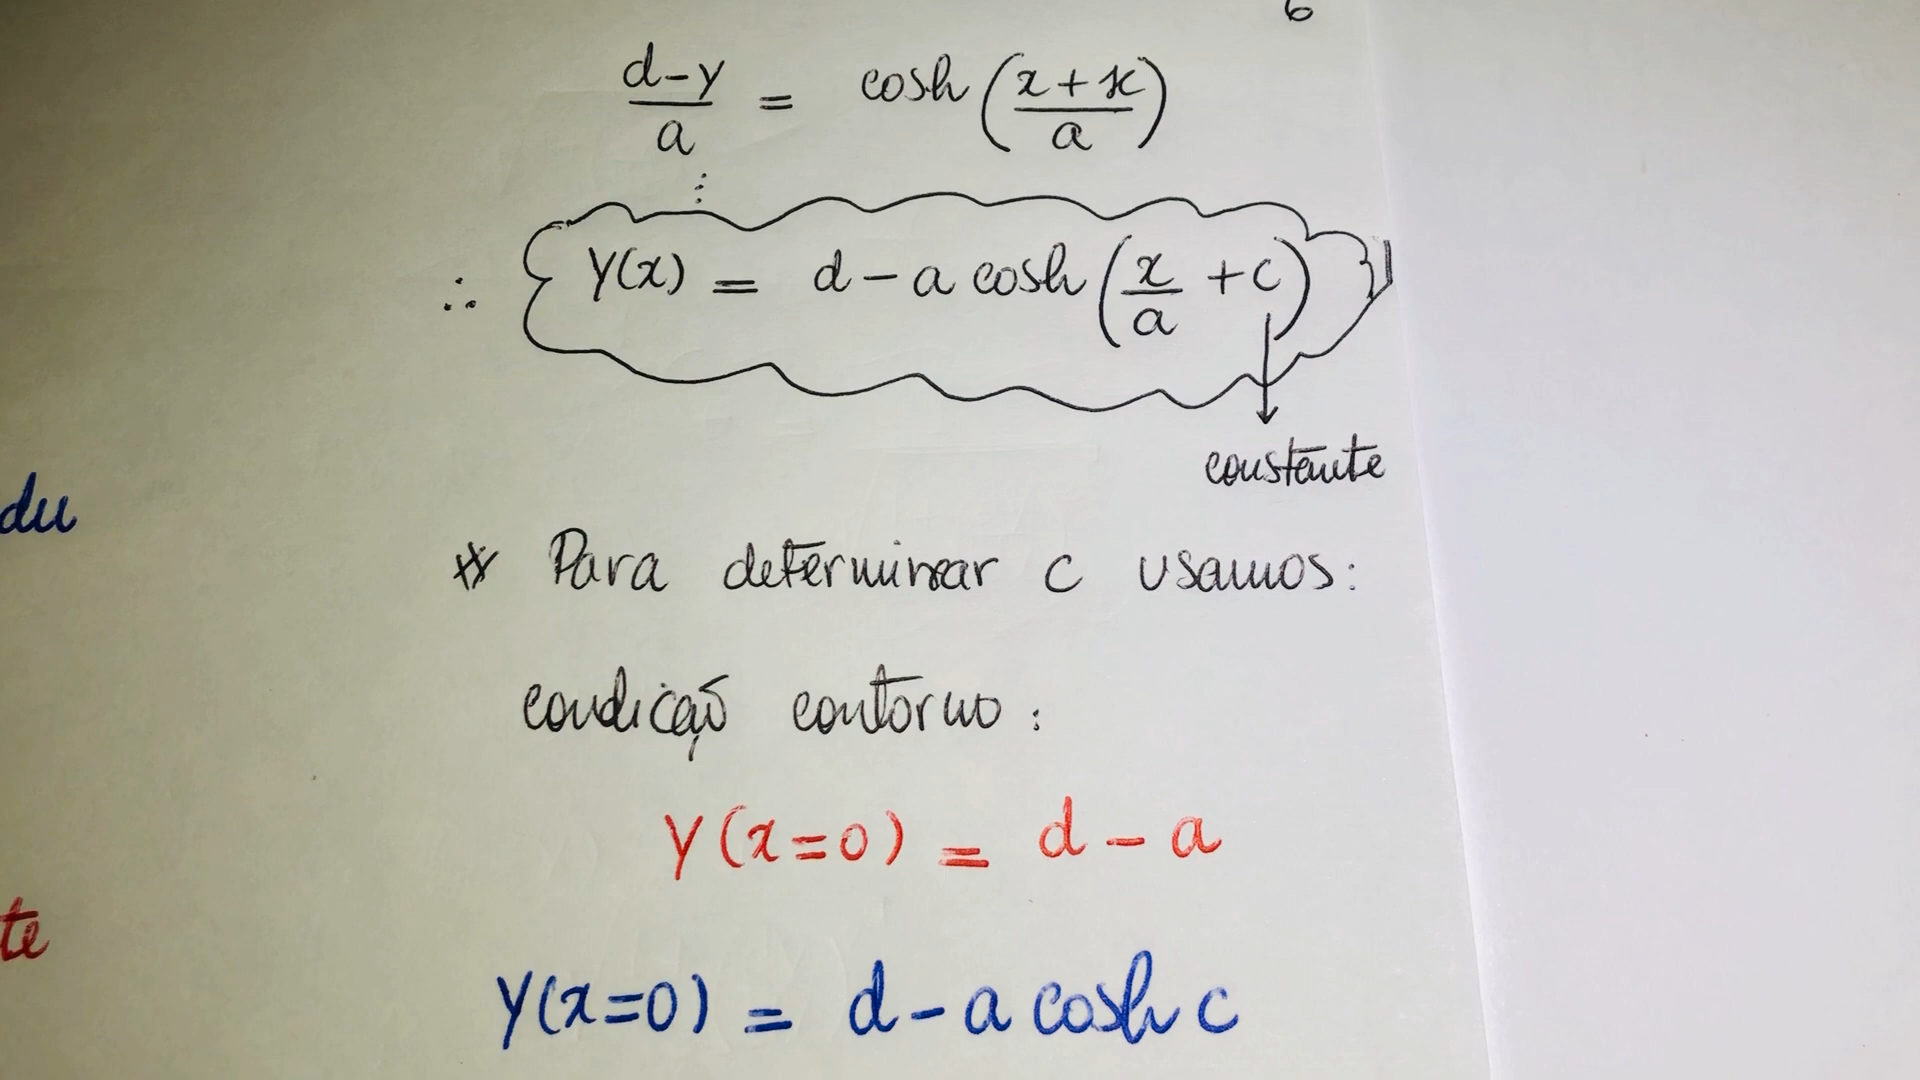 6
d-y/a = cosh(x+κ/a)
∴ y(x) = d - a cosh(x/a + c)
constante
du
* Para determinar c usamos:
condição contorno:
y(x=0) = d - a
te
y(x=0) = d - a cosh c